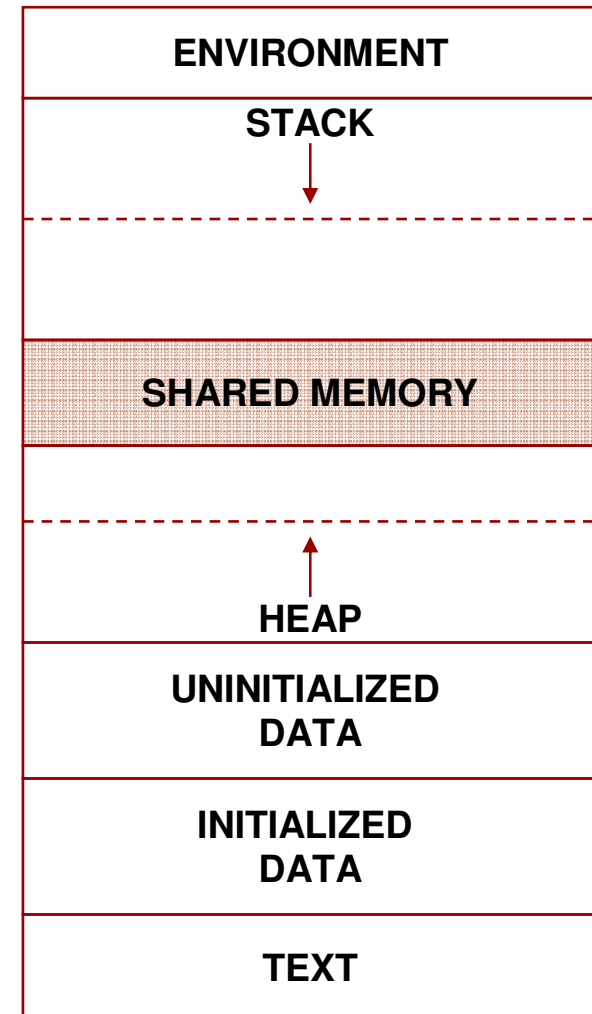 ENVIRONMENT
STACK
SHARED MEMORY
HEAP
UNINITIALIZED
DATA
INITIALIZED
DATA
TEXT